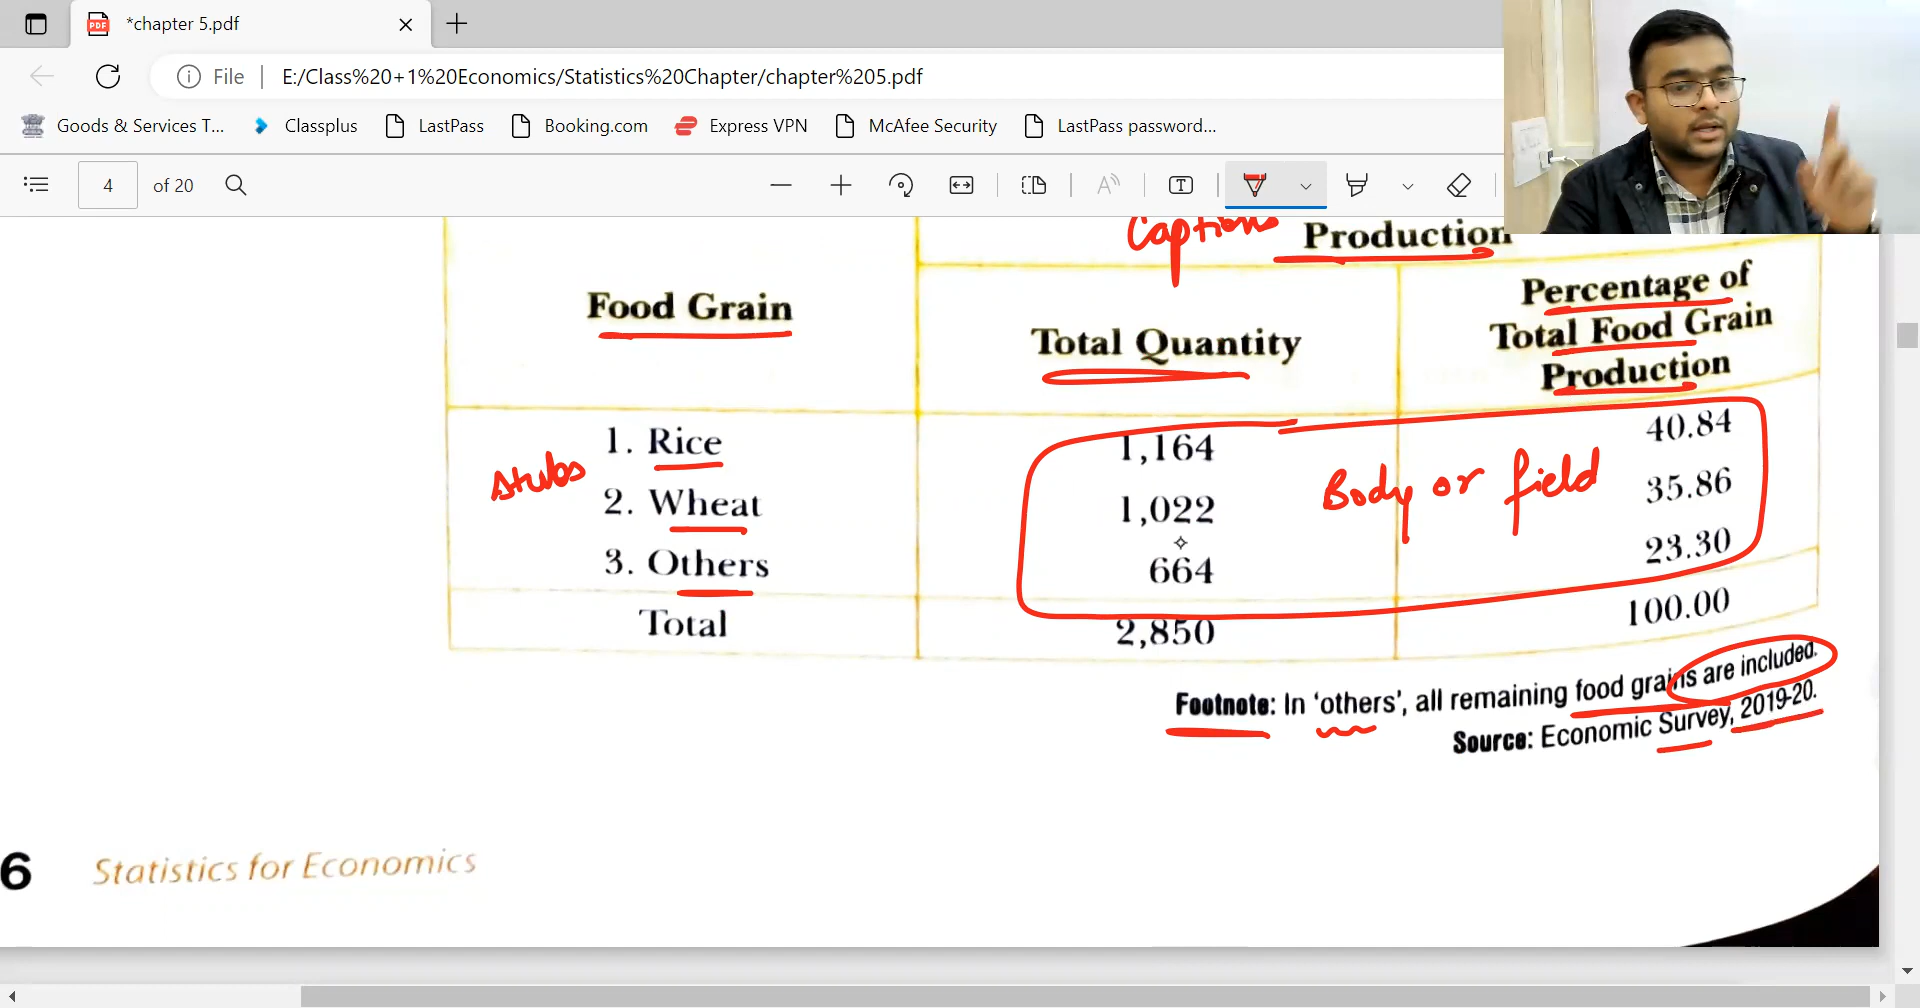 *chapter 5.pdf
File
E:/Class%20+1%20Economics/Statistics%20Chapter/chapter%205.pdf
Goods & Services T...
Classplus
LastPass
Booking.com
Express VPN
McAfee Security
LastPass password...
4 of 20
Captions
Production
Food Grain
Total Quantity
Percentage of
Total Food Grain
Production
Stubs
1. Rice 1,164 40.84
Body or field
2. Wheat 1,022 35.86
3. Others 664 23.30
Total 2,850 100.00
Footnote: In ‘others’, all remaining food grains are included.
Source: Economic Survey, 2019-20.
6 Statistics for Economics